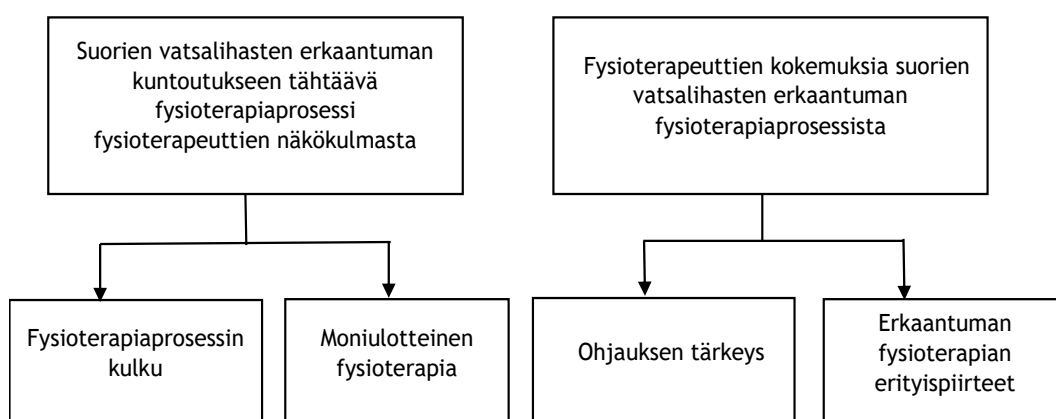 Suorien vatsalihasten erkaantuman
kuntoutukseen tähtäävä
fysioterapiaprosessi
fysioterapeuttien näkökulmasta
Fysioterapeuttien kokemuksia suorien
vatsalihasten erkaantuman
fysioterapiaprosessista
Fysioterapiaprosessin
kulku
Moniulotteinen
fysioterapia
Ohjauksen tärkeys
Erkaantuman
fysioterapian
erityispiirteet